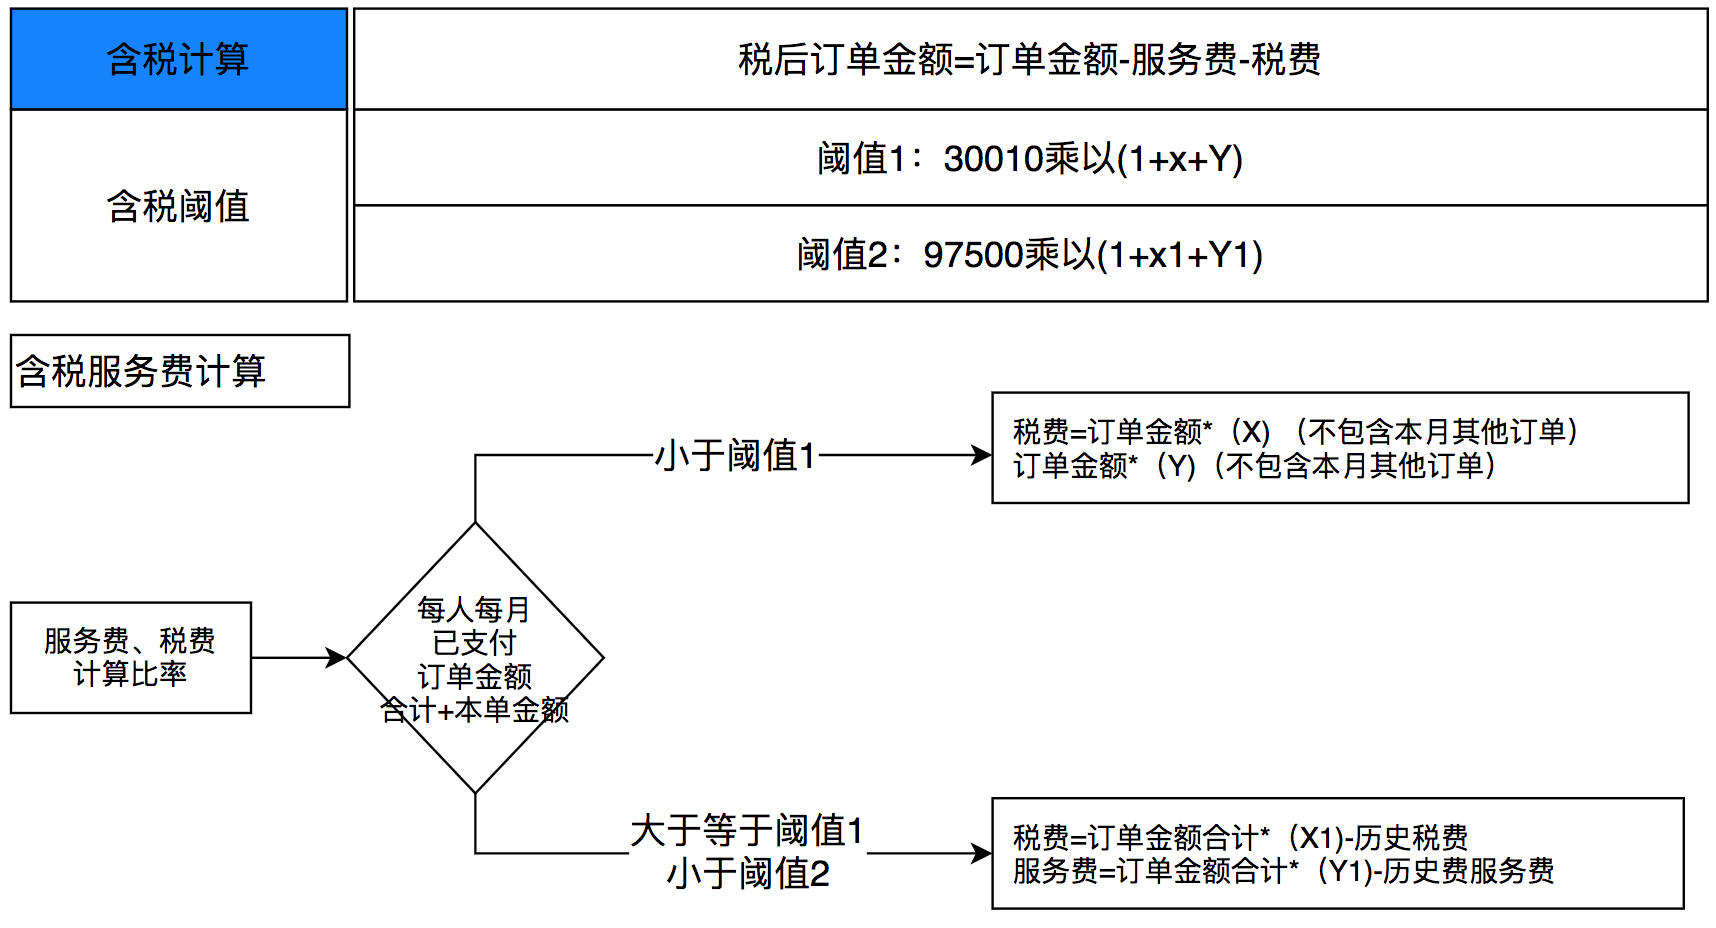 含税计算
税后订单金额=订单金额-服务费-税费
含税阈值
阈值1：30010乘以(1+x+Y)
阈值2：97500乘以(1+x1+Y1)
含税服务费计算
小于阈值1
税费=订单金额*（X) （不包含本月其他订单）
订单金额*（Y)（不包含本月其他订单）
服务费、税费
计算比率
每人每月
已支付
订单金额
合计+本单金额
大于等于阈值1
小于阈值2
税费=订单金额合计*（X1)-历史税费
服务费=订单金额合计*（Y1)-历史费服务费